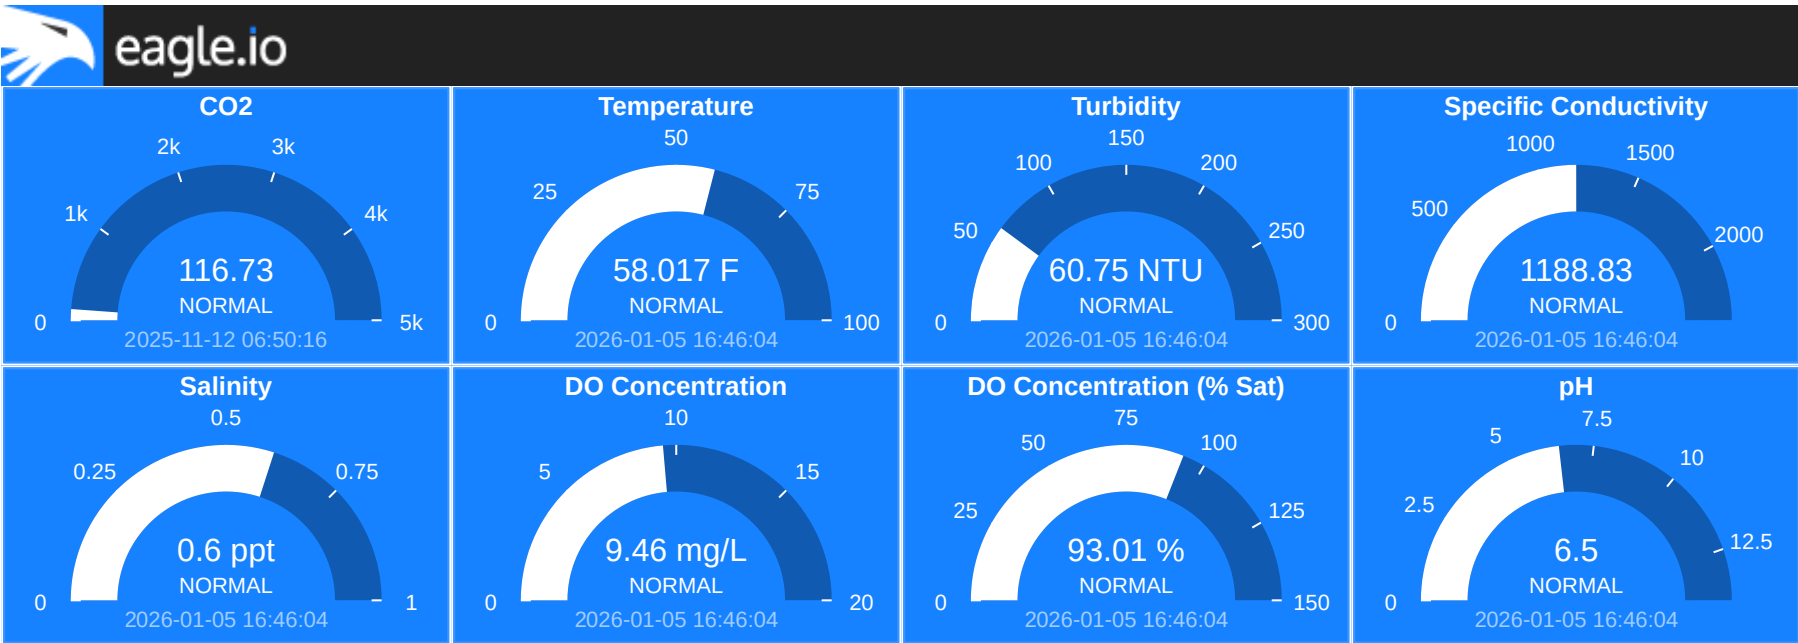 eagle.io
CO2
0
1k
2k
3k
4k
5k
116.73
NORMAL
2025-11-12 06:50:16
Temperature
0
25
50
75
100
58.017 F
NORMAL
2026-01-05 16:46:04
Turbidity
0
50
100
150
200
250
300
60.75 NTU
NORMAL
2026-01-05 16:46:04
Specific Conductivity
0
500
1000
1500
2000
1188.83
NORMAL
2026-01-05 16:46:04
Salinity
0
0.25
0.5
0.75
1
0.6 ppt
NORMAL
2026-01-05 16:46:04
DO Concentration
0
5
10
15
20
9.46 mg/L
NORMAL
2026-01-05 16:46:04
DO Concentration (% Sat)
0
25
50
75
100
125
150
93.01 %
NORMAL
2026-01-05 16:46:04
pH
0
2.5
5
7.5
10
12.5
6.5
NORMAL
2026-01-05 16:46:04